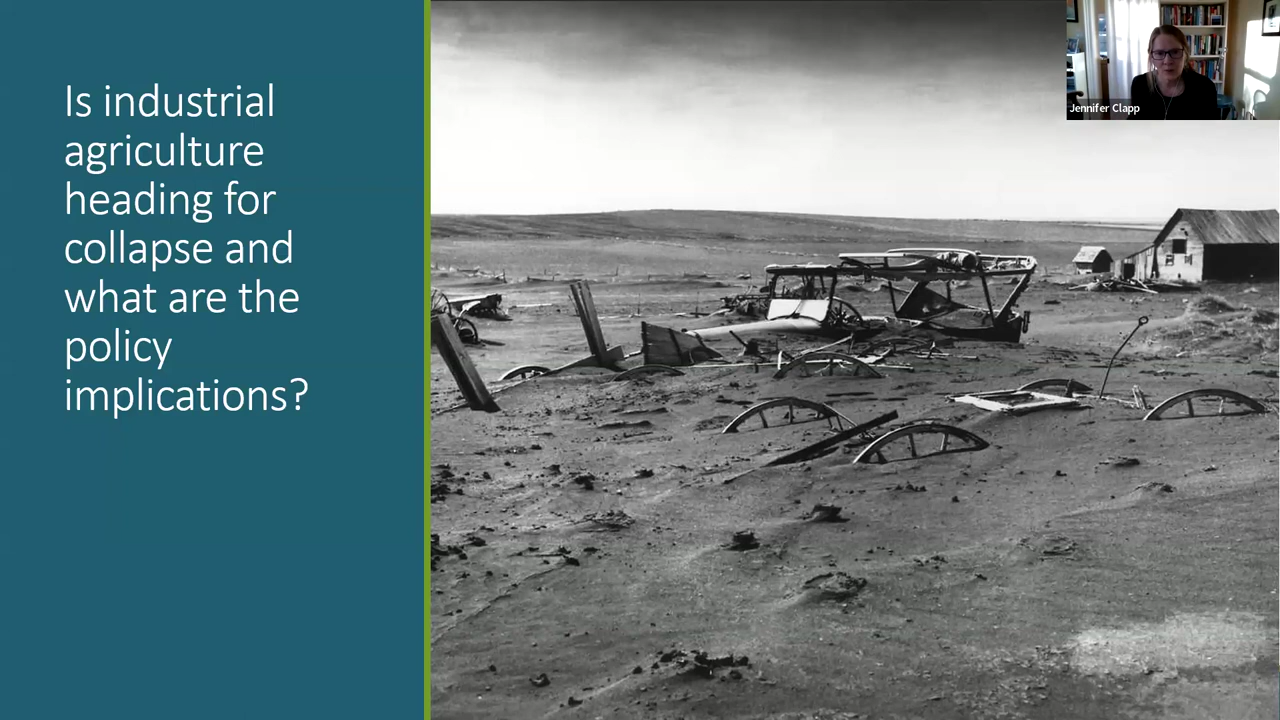 Is industrial
agriculture
heading for
collapse and
what are the
policy
implications?
Jennifer Clapp